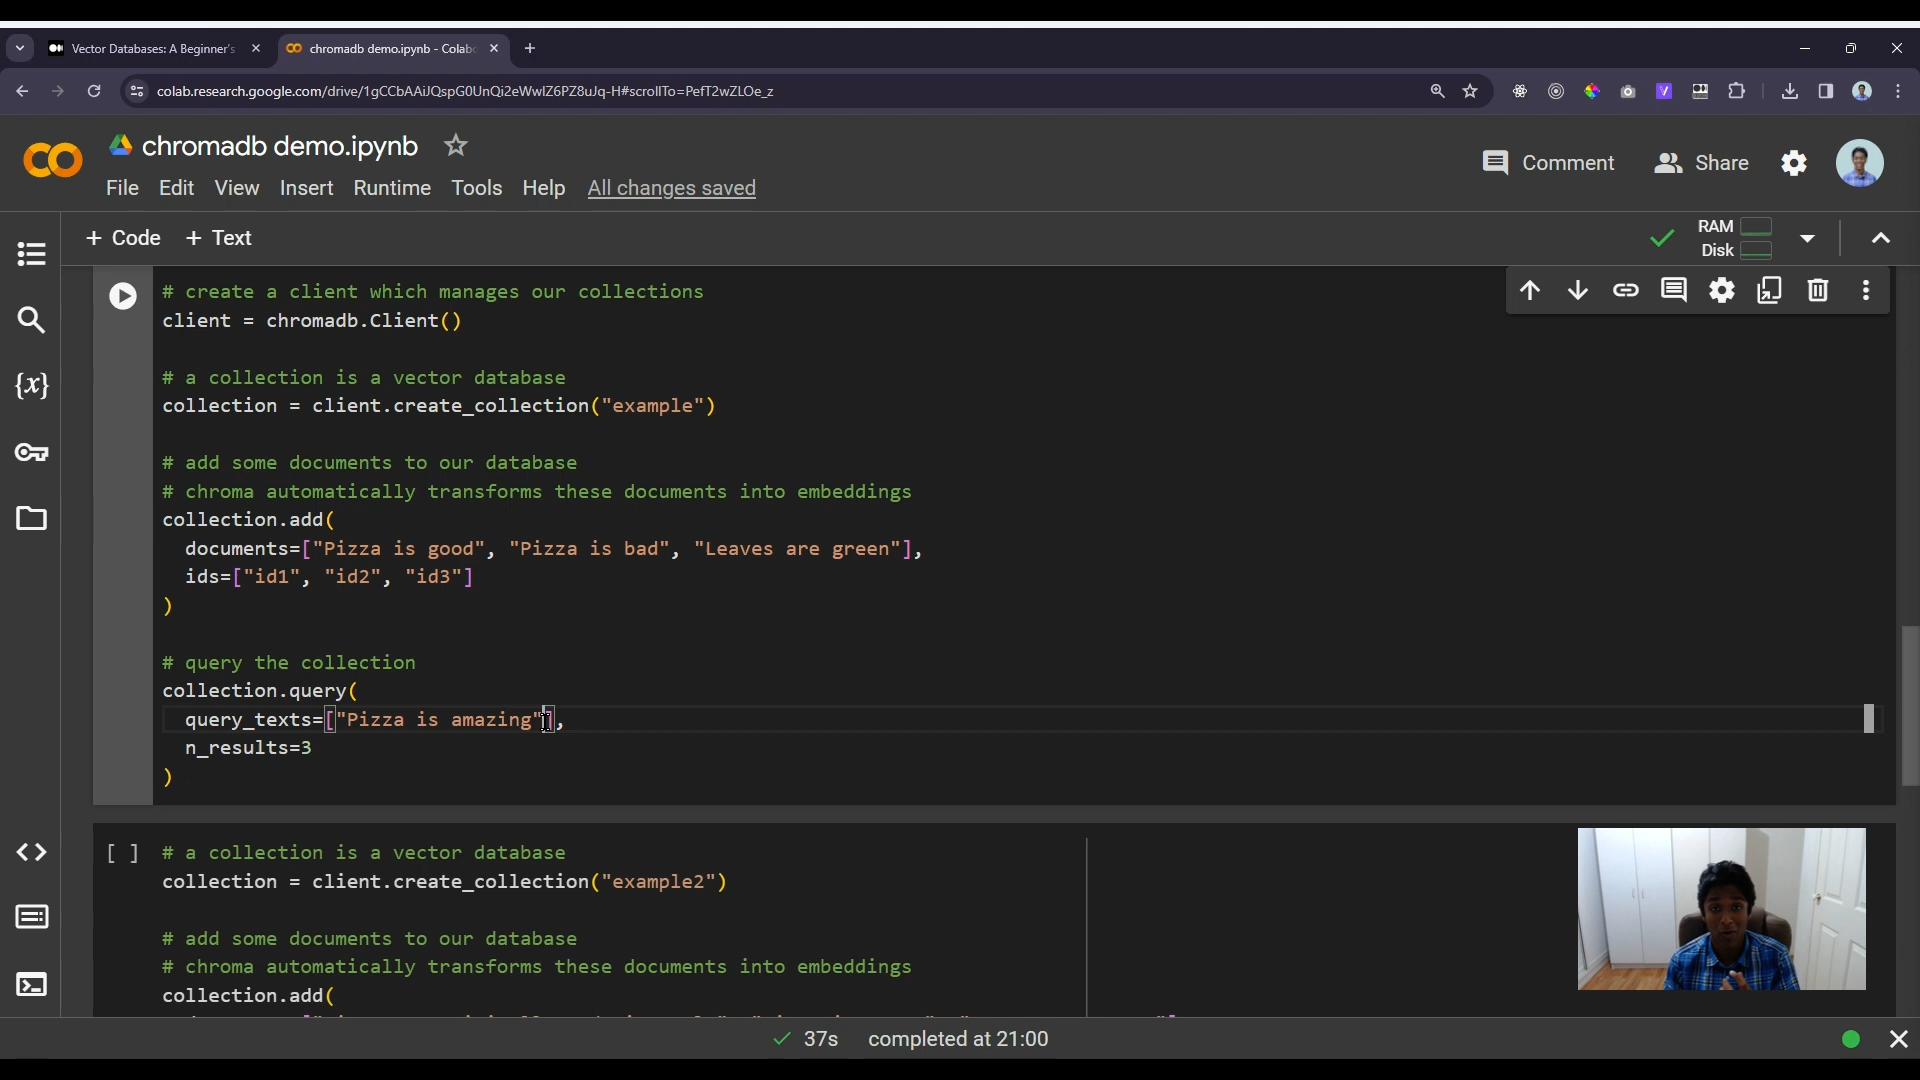 Vector Databases: A Beginner's
chromadb demo.ipynb - Colab
colab.research.google.com/drive/1gCCbAAiJQspG0UnQi2eWwIZ6PZ8uJq-H#scrollTo=PefT2wZLOe_z
chromadb demo.ipynb
Comment
Share
File Edit View Insert Runtime Tools Help All changes saved
+ Code + Text
RAM
Disk
# create a client which manages our collections
client = chromadb.Client()
# a collection is a vector database
collection = client.create_collection("example")
# add some documents to our database
# chroma automatically transforms these documents into embeddings
collection.add(
documents=["Pizza is good", "Pizza is bad", "Leaves are green"],
ids=["id1", "id2", "id3"]
)
# query the collection
collection.query(
query_texts=["Pizza is amazing"],
n_results=3
)
[ ] # a collection is a vector database
collection = client.create_collection("example2")
# add some documents to our database
# chroma automatically transforms these documents into embeddings
collection.add(
37s completed at 21:00